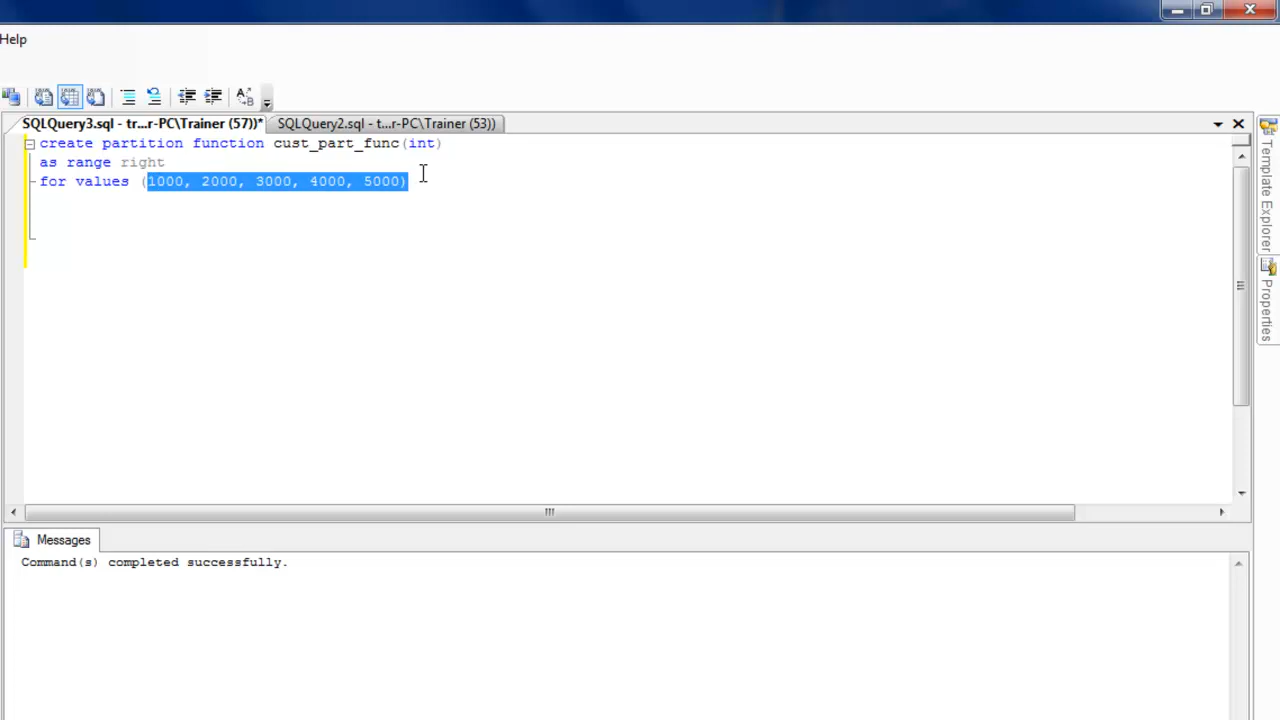 Help
SQLQuery3.sql - tr...r-PC\Trainer (57))*
SQLQuery2.sql - t...r-PC\Trainer (53))
create partition function cust_part_func(int)
as range right
for values (1000, 2000, 3000, 4000, 5000)
Template Explorer
Properties
Messages
Command(s) completed successfully.